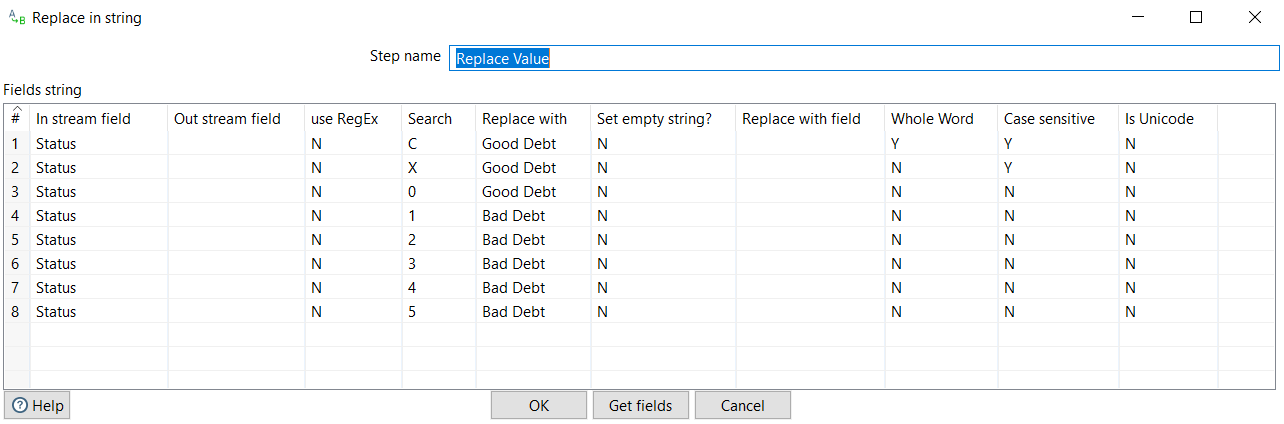 Replace in string
Step name Replace Value
Fields string
# In stream field Out stream field use RegEx Search Replace with Set empty string? Replace with field Whole Word Case sensitive Is Unicode
1 Status N C Good Debt N Y Y N
2 Status N X Good Debt N N Y N
3 Status N 0 Good Debt N N N N
4 Status N 1 Bad Debt N N N N
5 Status N 2 Bad Debt N N N N
6 Status N 3 Bad Debt N N N N
7 Status N 4 Bad Debt N N N N
8 Status N 5 Bad Debt N N N N
Help OK Get fields Cancel